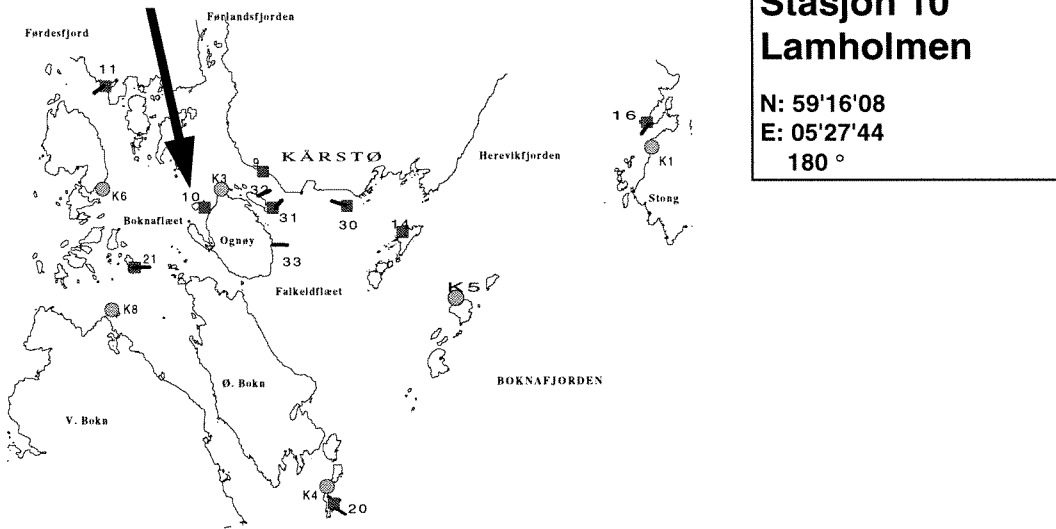 Stasjon 10
Lamholmen
N: 59'16'08
E: 05'27'44
180 °
Førlandsfjorden
Førdesfjord
11
16
K1
KÅRSTØ
Herevikfjorden
9
K3
32
K6
10
31
30
14
Stong
Boknaflæet
Ognøy
21
33
Falkeidflæet
K5
K8
BOKNAFJORDEN
Ø. Bokn
V. Bokn
K4
20